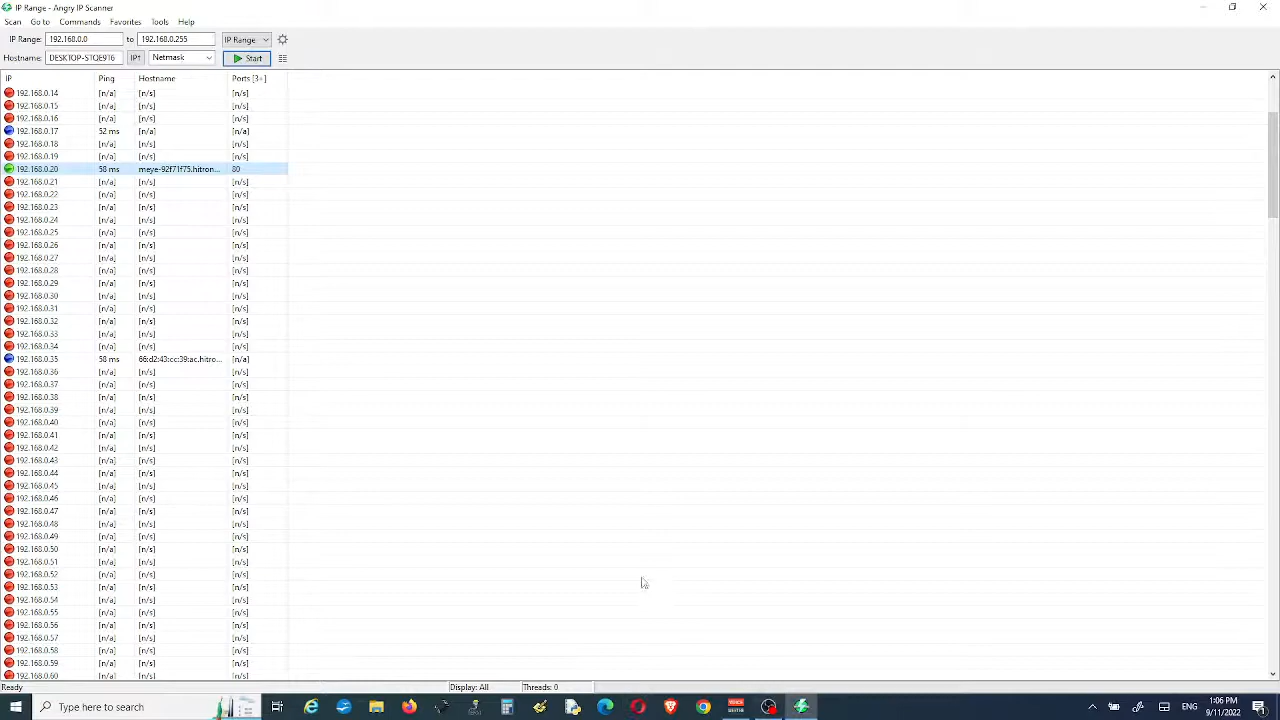 IP Range - Angry IP Scanner
Scan Go to Commands Favorites Tools Help
IP Range: 192.168.0.0 to 192.168.0.255 IP Range
Hostname: DESKTOP-STQE9T6 IP↑ Netmask Start
IP Ping Hostname Ports [3+]
192.168.0.14 [n/a] [n/s] [n/s]
192.168.0.15 [n/a] [n/s] [n/s]
192.168.0.16 [n/a] [n/s] [n/s]
192.168.0.17 52 ms [n/a] [n/a]
192.168.0.18 [n/a] [n/s] [n/s]
192.168.0.19 [n/a] [n/s] [n/s]
192.168.0.20 58 ms meye-92f71f75.hitron... 80
192.168.0.21 [n/a] [n/s] [n/s]
192.168.0.22 [n/a] [n/s] [n/s]
192.168.0.23 [n/a] [n/s] [n/s]
192.168.0.24 [n/a] [n/s] [n/s]
192.168.0.25 [n/a] [n/s] [n/s]
192.168.0.26 [n/a] [n/s] [n/s]
192.168.0.27 [n/a] [n/s] [n/s]
192.168.0.28 [n/a] [n/s] [n/s]
192.168.0.29 [n/a] [n/s] [n/s]
192.168.0.30 [n/a] [n/s] [n/s]
192.168.0.31 [n/a] [n/s] [n/s]
192.168.0.32 [n/a] [n/s] [n/s]
192.168.0.33 [n/a] [n/s] [n/s]
192.168.0.34 [n/a] [n/s] [n/s]
192.168.0.35 58 ms 66:d2:43:cc:39:ac.hitro... [n/a]
192.168.0.36 [n/a] [n/s] [n/s]
192.168.0.37 [n/a] [n/s] [n/s]
192.168.0.38 [n/a] [n/s] [n/s]
192.168.0.39 [n/a] [n/s] [n/s]
192.168.0.40 [n/a] [n/s] [n/s]
192.168.0.41 [n/a] [n/s] [n/s]
192.168.0.42 [n/a] [n/s] [n/s]
192.168.0.43 [n/a] [n/s] [n/s]
192.168.0.44 [n/a] [n/s] [n/s]
192.168.0.45 [n/a] [n/s] [n/s]
192.168.0.46 [n/a] [n/s] [n/s]
192.168.0.47 [n/a] [n/s] [n/s]
192.168.0.48 [n/a] [n/s] [n/s]
192.168.0.49 [n/a] [n/s] [n/s]
192.168.0.50 [n/a] [n/s] [n/s]
192.168.0.51 [n/a] [n/s] [n/s]
192.168.0.52 [n/a] [n/s] [n/s]
192.168.0.53 [n/a] [n/s] [n/s]
192.168.0.54 [n/a] [n/s] [n/s]
192.168.0.55 [n/a] [n/s] [n/s]
192.168.0.56 [n/a] [n/s] [n/s]
192.168.0.57 [n/a] [n/s] [n/s]
192.168.0.58 [n/a] [n/s] [n/s]
192.168.0.59 [n/a] [n/s] [n/s]
192.168.0.60 [n/a] [n/s] [n/s]
Ready Display: All Threads: 0
Type here to search
ENG 1:06 PM
9/11/2022